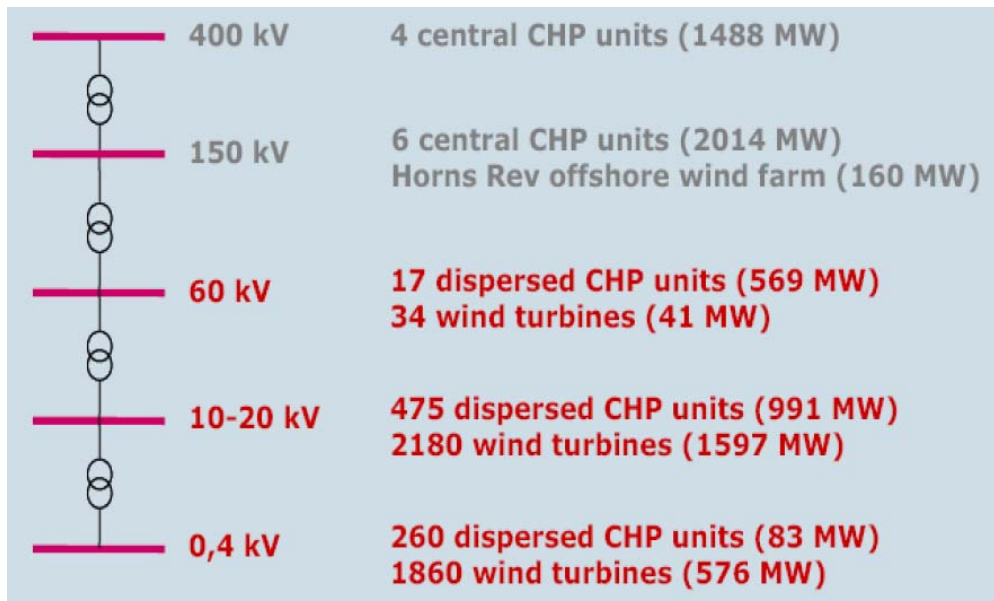 400 kV 4 central CHP units (1488 MW)
150 kV 6 central CHP units (2014 MW)
Horns Rev offshore wind farm (160 MW)
60 kV 17 dispersed CHP units (569 MW)
34 wind turbines (41 MW)
10-20 kV 475 dispersed CHP units (991 MW)
2180 wind turbines (1597 MW)
0,4 kV 260 dispersed CHP units (83 MW)
1860 wind turbines (576 MW)